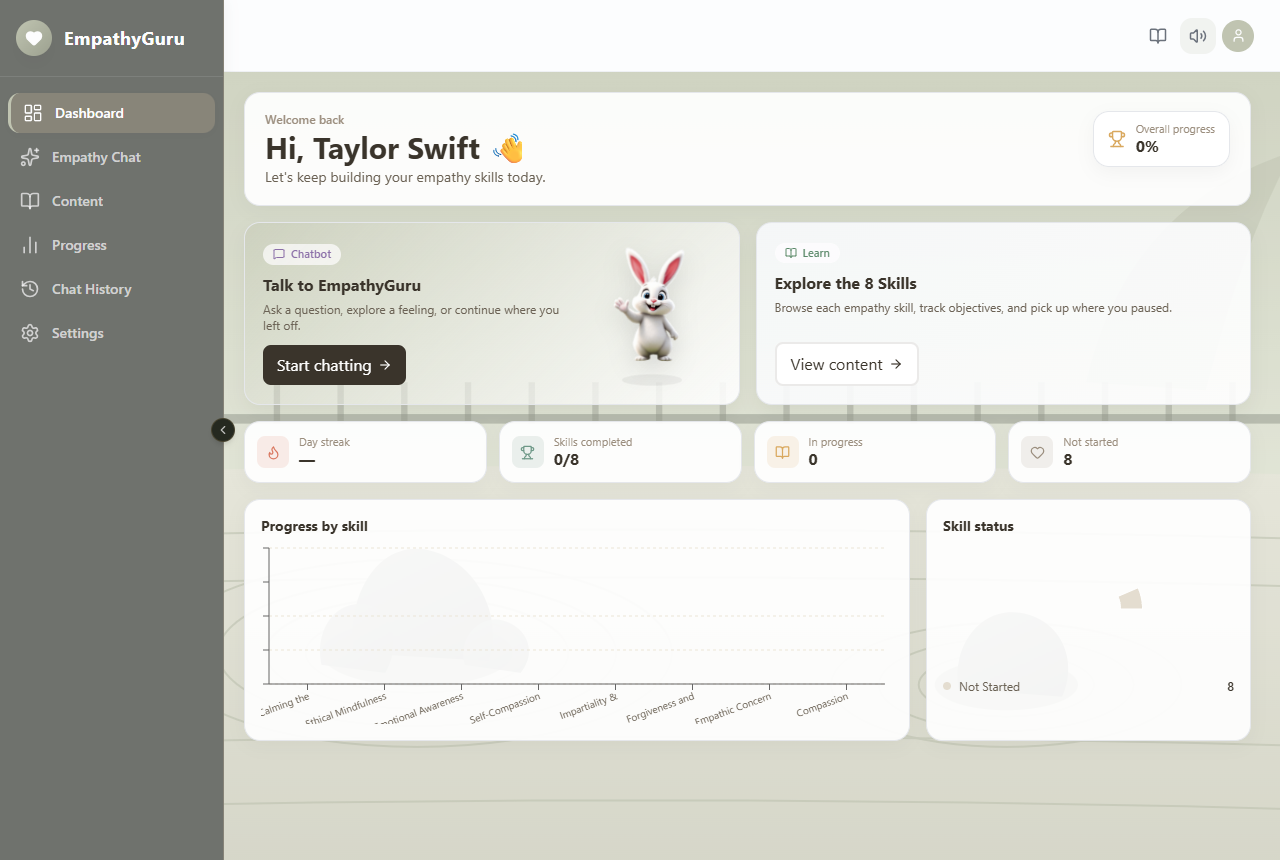 EmpathyGuru
Dashboard
Empathy Chat
Content
Progress
Chat History
Settings
Welcome back
Hi, Taylor Swift 👋
Let's keep building your empathy skills today.
Overall progress
0%
Chatbot
Talk to EmpathyGuru
Ask a question, explore a feeling, or continue where you
left off.
Start chatting →
Learn
Explore the 8 Skills
Browse each empathy skill, track objectives, and pick up where you paused.
View content →
Day streak
—
Skills completed
0/8
In progress
0
Not started
8
Progress by skill
Calming the
Ethical Mindfulness
motional Awareness
Self-Compassion
Impartiality &
Forgiveness and
Empathic Concern
Compassion
Skill status
Not Started
8